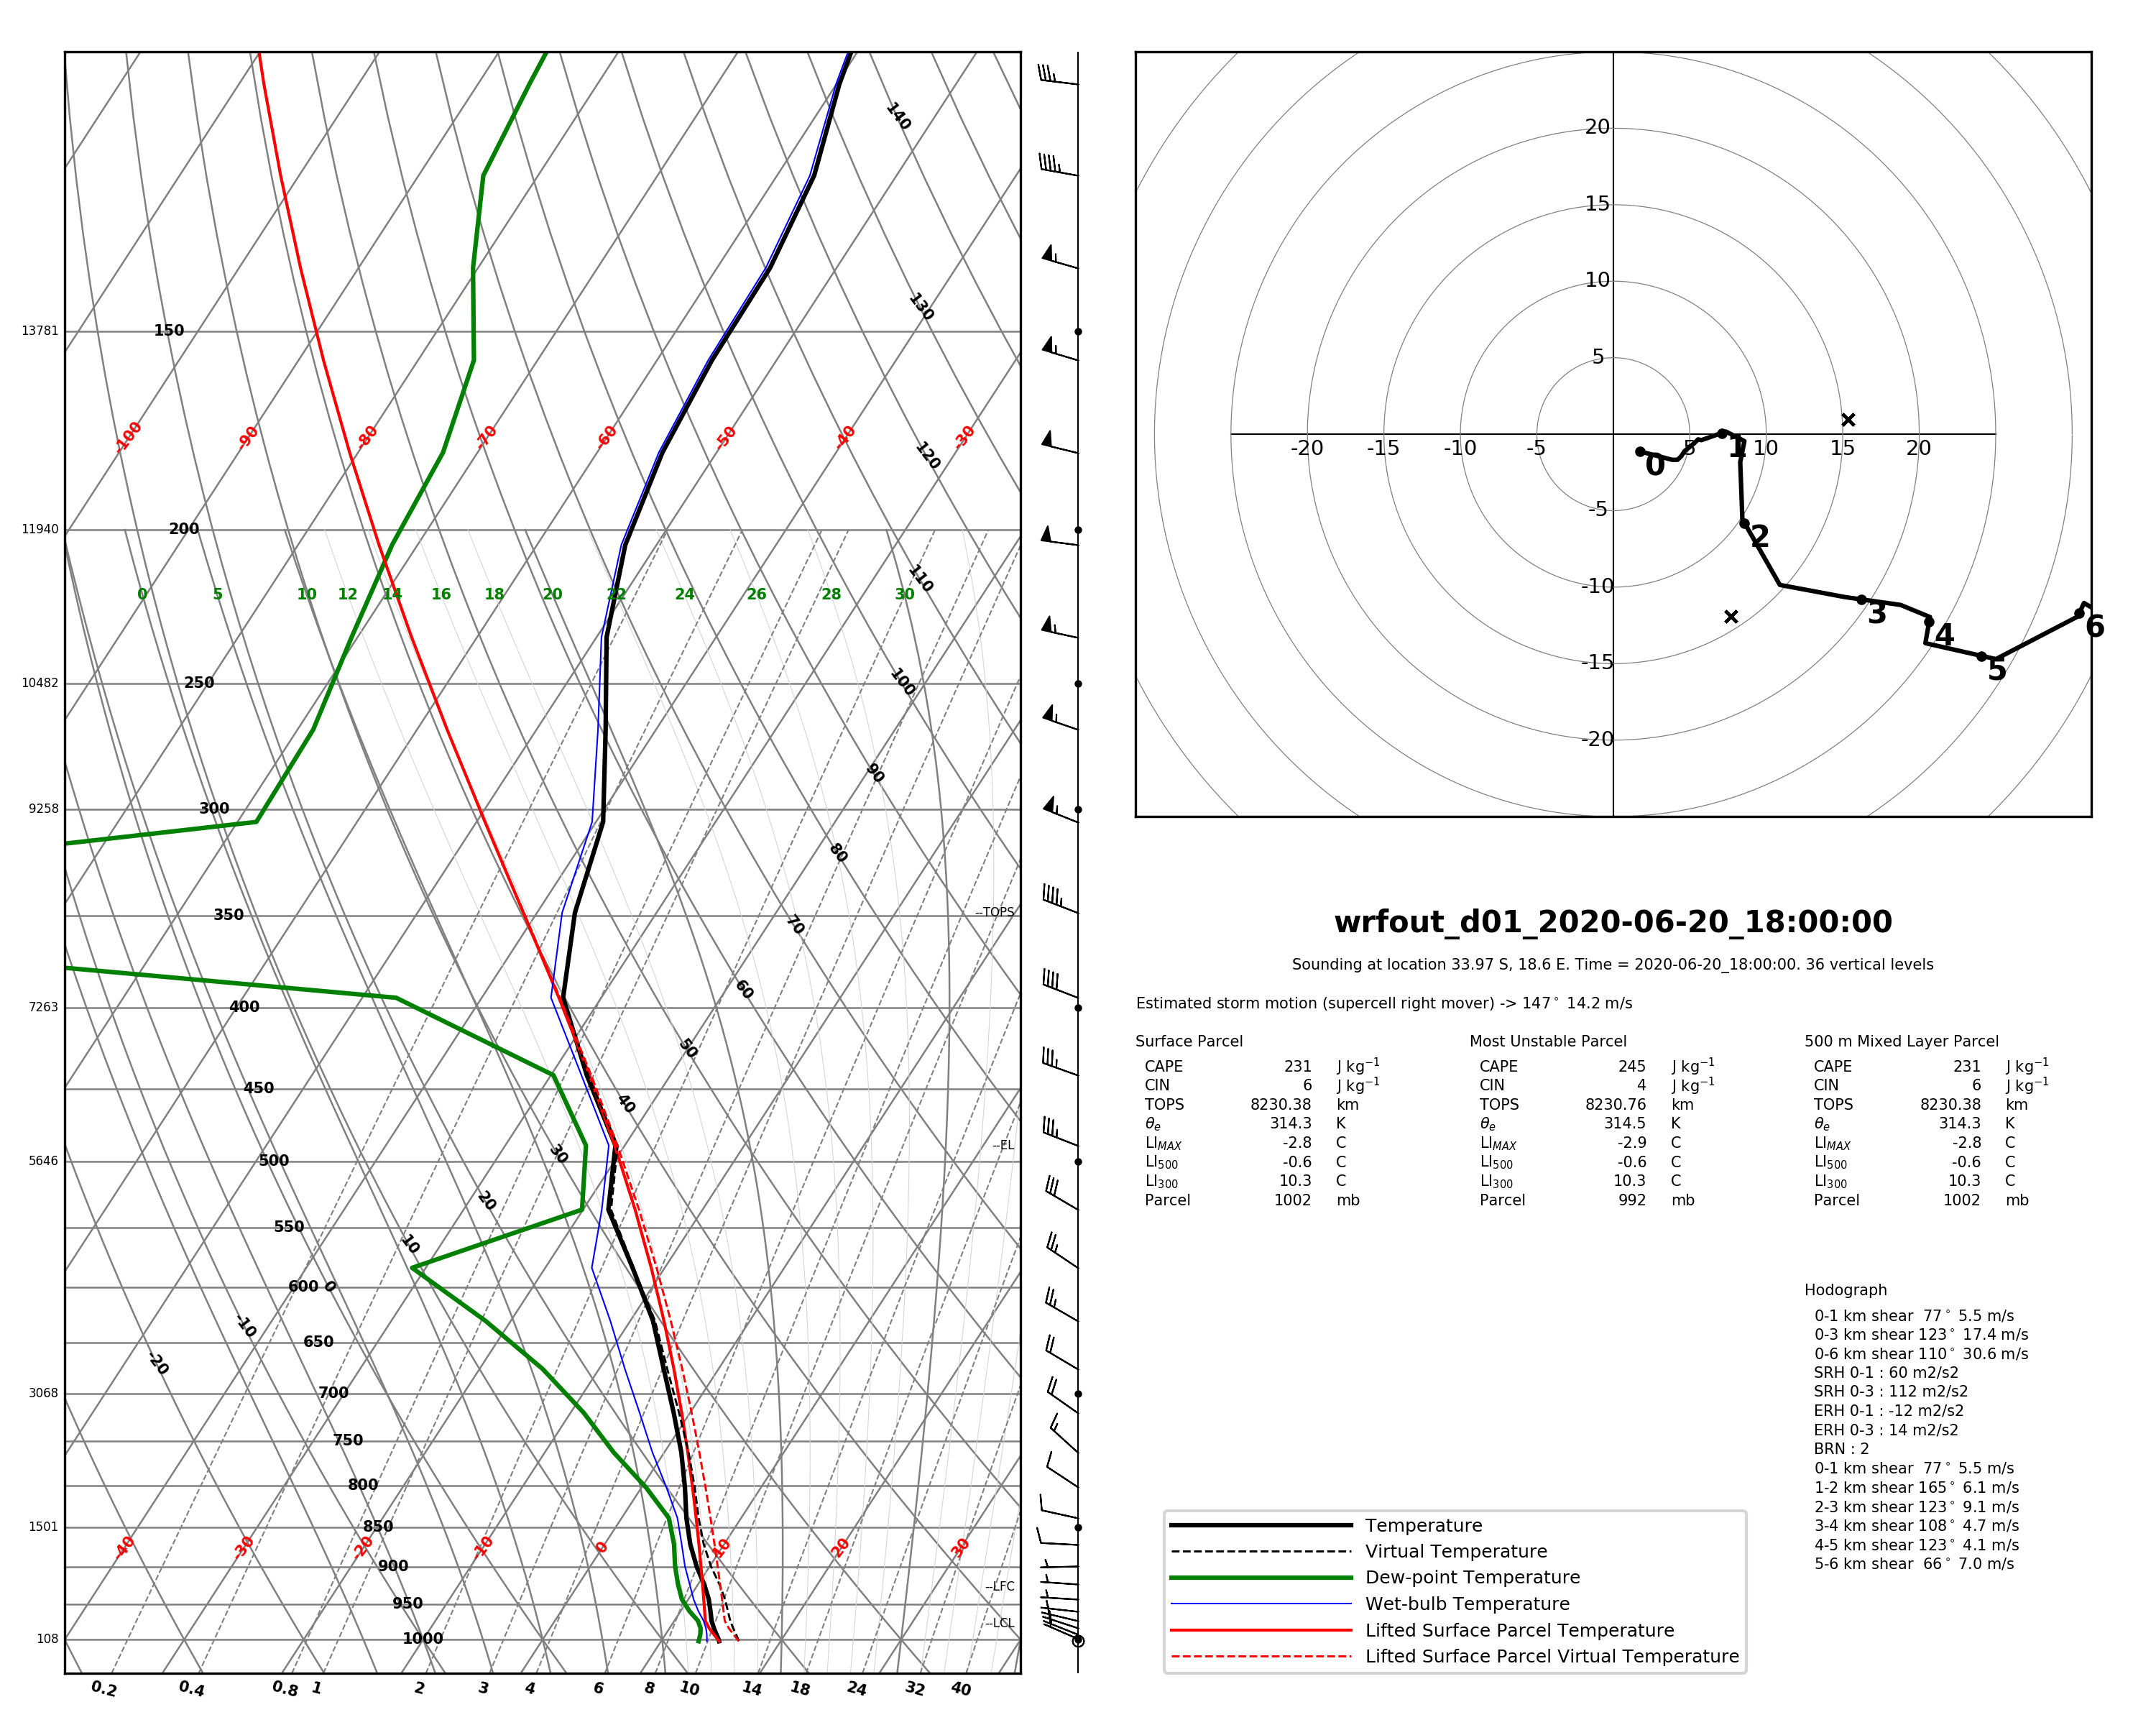 140
130
120
110
100
90
80
70
60
50
40
30
20
10
0
-10
-20
13781 150
-100 -90 -80 -70 -60 -50 -40 -30
11940 200
0 5 10 12 14 16 18 20 22 24 26 28 30
10482 250
9258 300
350 --TOPS
7263 400
450
--EL
5646 500
550
600
650
3068 700
750
800
1501 850
-40 -30 -20 -10 0 10 20 30
900
--LFC
950
--LCL
108 1000
0.2 0.4 0.8 1 2 3 4 6 8 10 14 18 24 32 40
20
15
10
5
-20 -15 -10 -5 5 10 15 20
-5
-10
-15
-20
0 1 2 3 4 5 6
wrfout_d01_2020-06-20_18:00:00
Sounding at location 33.97 S, 18.6 E. Time = 2020-06-20_18:00:00. 36 vertical levels
Estimated storm motion (supercell right mover) -> 147° 14.2 m/s
Surface Parcel
CAPE 231 J kg⁻¹
CIN 6 J kg⁻¹
TOPS 8230.38 km
θe 314.3 K
LIMAX -2.8 C
LI500 -0.6 C
LI300 10.3 C
Parcel 1002 mb
Most Unstable Parcel
CAPE 245 J kg⁻¹
CIN 4 J kg⁻¹
TOPS 8230.76 km
θe 314.5 K
LIMAX -2.9 C
LI500 -0.6 C
LI300 10.3 C
Parcel 992 mb
500 m Mixed Layer Parcel
CAPE 231 J kg⁻¹
CIN 6 J kg⁻¹
TOPS 8230.38 km
θe 314.3 K
LIMAX -2.8 C
LI500 -0.6 C
LI300 10.3 C
Parcel 1002 mb
Hodograph
0-1 km shear 77° 5.5 m/s
0-3 km shear 123° 17.4 m/s
0-6 km shear 110° 30.6 m/s
SRH 0-1 : 60 m2/s2
SRH 0-3 : 112 m2/s2
ERH 0-1 : -12 m2/s2
ERH 0-3 : 14 m2/s2
BRN : 2
0-1 km shear 77° 5.5 m/s
1-2 km shear 165° 6.1 m/s
2-3 km shear 123° 9.1 m/s
3-4 km shear 108° 4.7 m/s
4-5 km shear 123° 4.1 m/s
5-6 km shear 66° 7.0 m/s
Temperature
Virtual Temperature
Dew-point Temperature
Wet-bulb Temperature
Lifted Surface Parcel Temperature
Lifted Surface Parcel Virtual Temperature